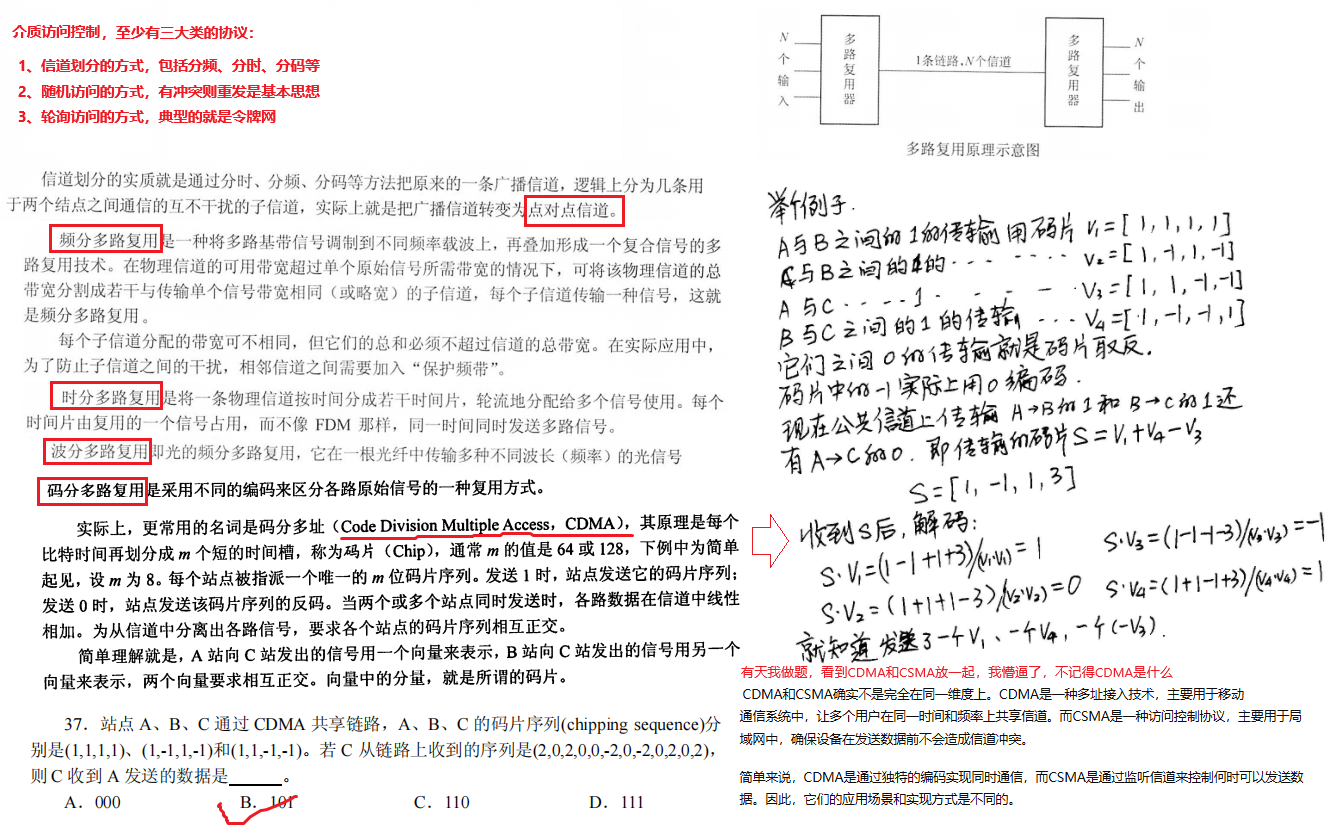 介质访问控制，至少有三大类的协议：
1、信道划分的方式，包括分频、分时、分码等
2、随机访问的方式，有冲突则重发是基本思想
3、轮询访问的方式，典型的就是令牌网
信道划分的实质就是通过分时、分频、分码等方法把原来的一条广播信道，逻辑上分为几条用
于两个结点之间通信的互不干扰的子信道，实际上就是把广播信道转变为点对点信道。
频分多路复用是一种将多路基带信号调制到不同频率载波上，再叠加形成一个复合信号的多
路复用技术。在物理信道的可用带宽超过单个原始信号所需带宽的情况下，可将该物理信道的总
带宽分割成若干与传输单个信号带宽相同（或略宽）的子信道，每个子信道传输一种信号，这就
是频分多路复用。
每个子信道分配的带宽可不相同，但它们的总和必须不超过信道的总带宽。在实际应用中，
为了防止子信道之间的干扰，相邻信道之间需要加入“保护频带”。
时分多路复用是将一条物理信道按时间分成若干时间片，轮流地分配给多个信号使用。每个
时间片由复用的一个信号占用，而不像 FDM 那样，同一时间同时发送多路信号。
波分多路复用即光的频分多路复用，它在一根光纤中传输多种不同波长（频率）的光信号
码分多路复用是采用不同的编码来区分各路原始信号的一种复用方式。
实际上，更常用的名词是码分多址（Code Division Multiple Access，CDMA），其原理是每个
比特时间再划分成 m 个短的时间槽，称为码片（Chip），通常 m 的值是 64 或 128，下例中为简单
起见，设 m 为 8。每个站点被指派一个唯一的 m 位码片序列。发送 1 时，站点发送它的码片序列；
发送 0 时，站点发送该码片序列的反码。当两个或多个站点同时发送时，各路数据在信道中线性
相加。为从信道中分离出各路信号，要求各个站点的码片序列相互正交。
简单理解就是，A 站向 C 站发出的信号用一个向量来表示，B 站向 C 站发出的信号用另一个
向量来表示，两个向量要求相互正交。向量中的分量，就是所谓的码片。
37．站点 A、B、C 通过 CDMA 共享链路，A、B、C 的码片序列(chipping sequence)分
别是(1,1,1,1)、(1,-1,1,-1)和(1,1,-1,-1)。若 C 从链路上收到的序列是(2,0,2,0,0,-2,0,-2,0,2,0,2)，
则 C 收到 A 发送的数据是______。
A．000 B．101 C．110 D．111
N个输入
多路复用器
1条链路，N个信道
多路复用器
N个输出
多路复用原理示意图
举个例子．
A与B之间的1的传输用码片 V₁=[1,1,1,1]
C与B之间的1的········ V₂=[1,-1,1,-1]
A与C····1·---· V₃=[1,1,-1,-1]
B与C之间的1的传输 ··· V₄=[1,-1,-1,1]
它们之间0的传输就是码片取反．
码片中的-1实际上用0编码．
现在公共信道上传输 A→B的1和B→C的1还
有A→C的0．即传输的码片S=V₁+V₄-V₃
S=[1,-1,1,3]
收到S后，解码：
S·V₁=(1-1+1+3)/(V₁·V₁)=1 S·V₃=(1-1-1-3)/(V₃·V₃)=-1
S·V₂=(1+1+1-3)/(V₂·V₂)=0 S·V₄=(1+1-1+3)/(V₄·V₄)=1
就知道发送了一个V₁、一个V₄，一个(-V₃)．
有天我做题，看到CDMA和CSMA放一起，我懵逼了，不记得CDMA是什么
CDMA和CSMA确实不是完全在同一维度上。CDMA是一种多址接入技术，主要用于移动
通信系统中，让多个用户在同一时间和频率上共享信道。而CSMA是一种访问控制协议，主要用于局
域网中，确保设备在发送数据前不会造成信道冲突。
简单来说，CDMA是通过独特的编码实现同时通信，而CSMA是通过监听信道来控制何时可以发送数
据。因此，它们的应用场景和实现方式是不同的。